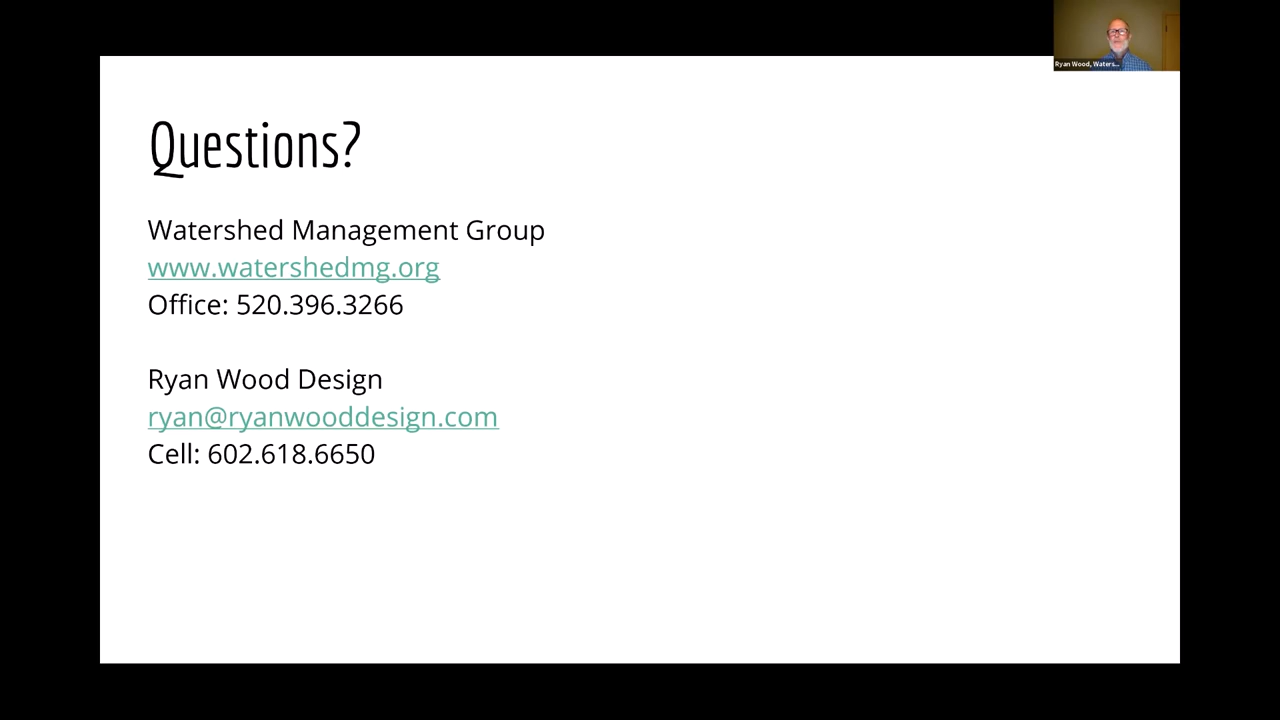 Ryan Wood, Waters...
Questions?
Watershed Management Group
www.watershedmg.org
Office: 520.396.3266
Ryan Wood Design
ryan@ryanwooddesign.com
Cell: 602.618.6650